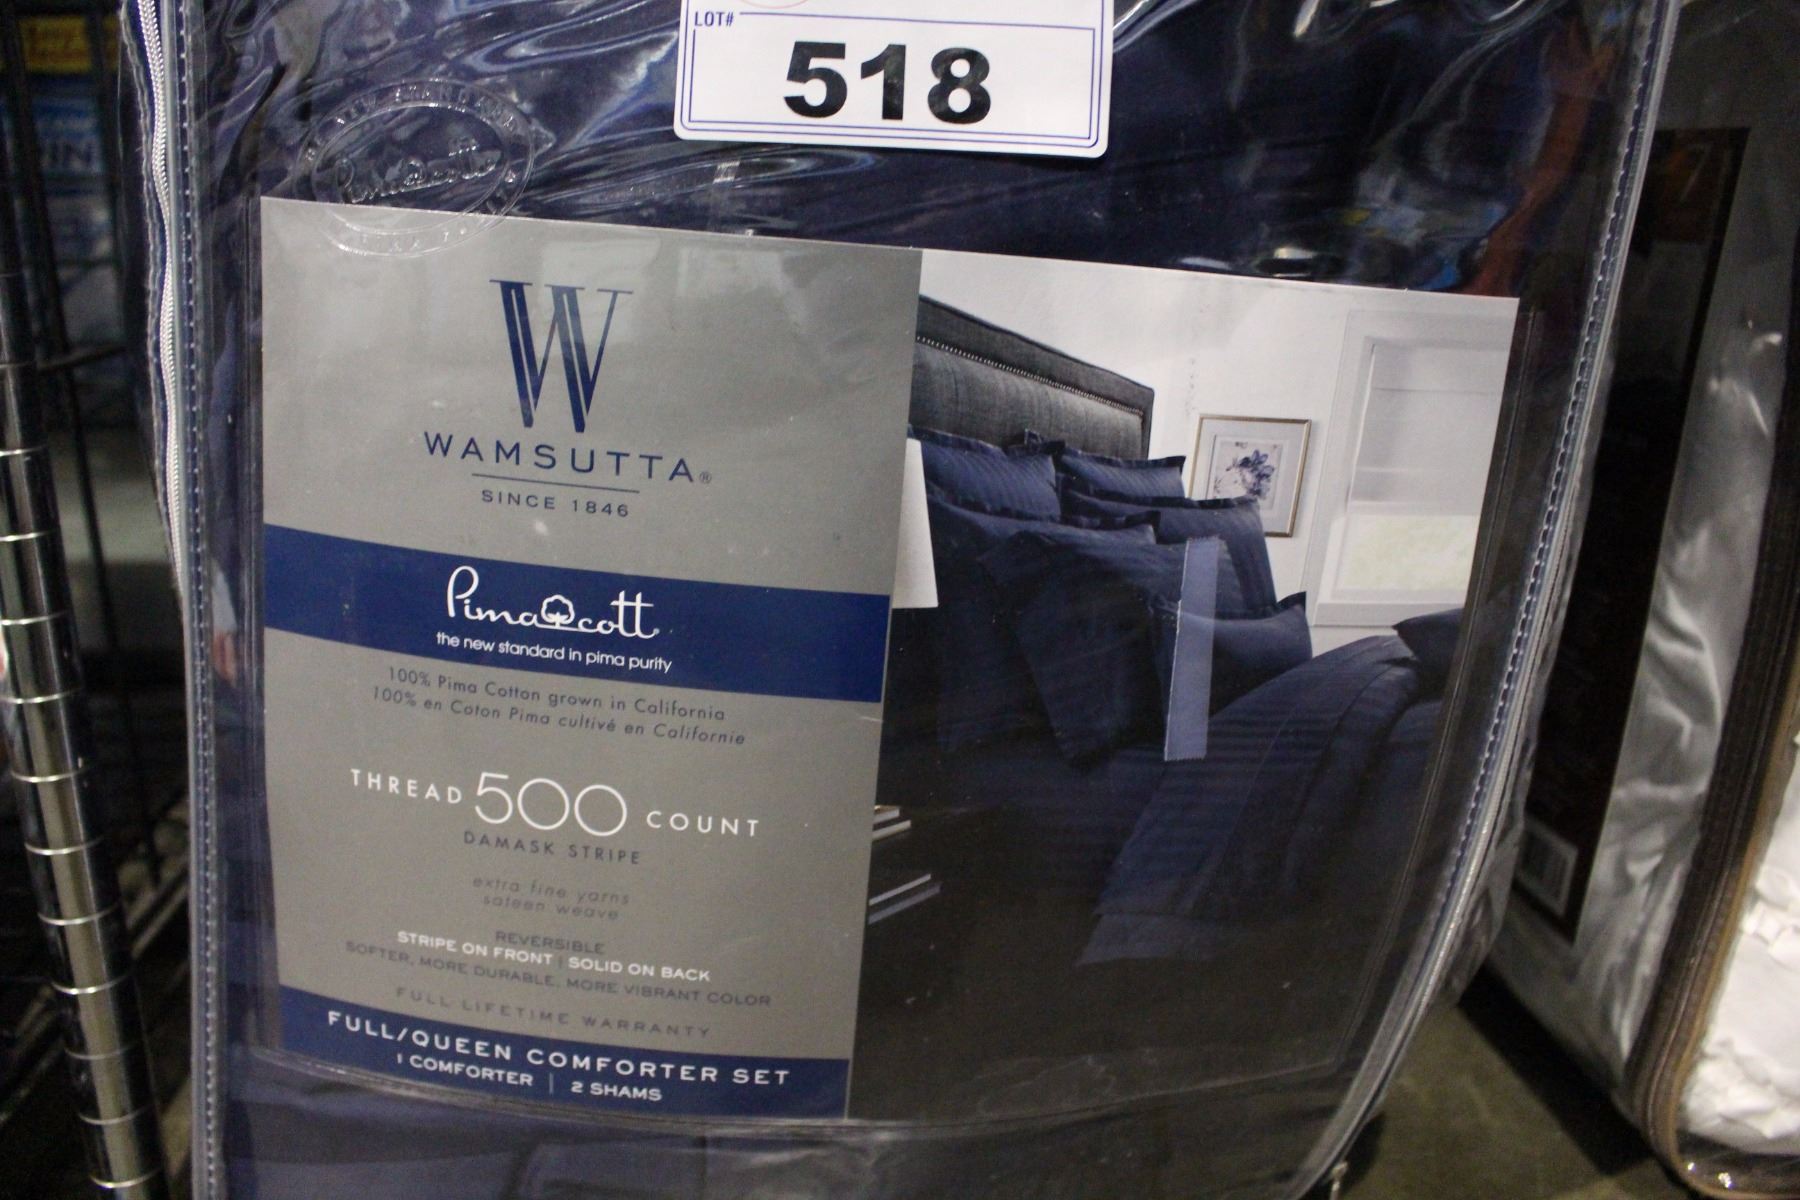 LOT#
518
Pimacott
W
WAMSUTTA®
SINCE 1846
Pimacott
the new standard in pima purity
100% Pima Cotton grown in California
100% en Coton Pima cultivé en Californie
THREAD 500 COUNT
DAMASK STRIPE
extra fine yarns
sateen weave
REVERSIBLE
STRIPE ON FRONT | SOLID ON BACK
SOFTER, MORE DURABLE, MORE VIBRANT COLOR
FULL LIFETIME WARRANTY
FULL/QUEEN COMFORTER SET
1 COMFORTER | 2 SHAMS